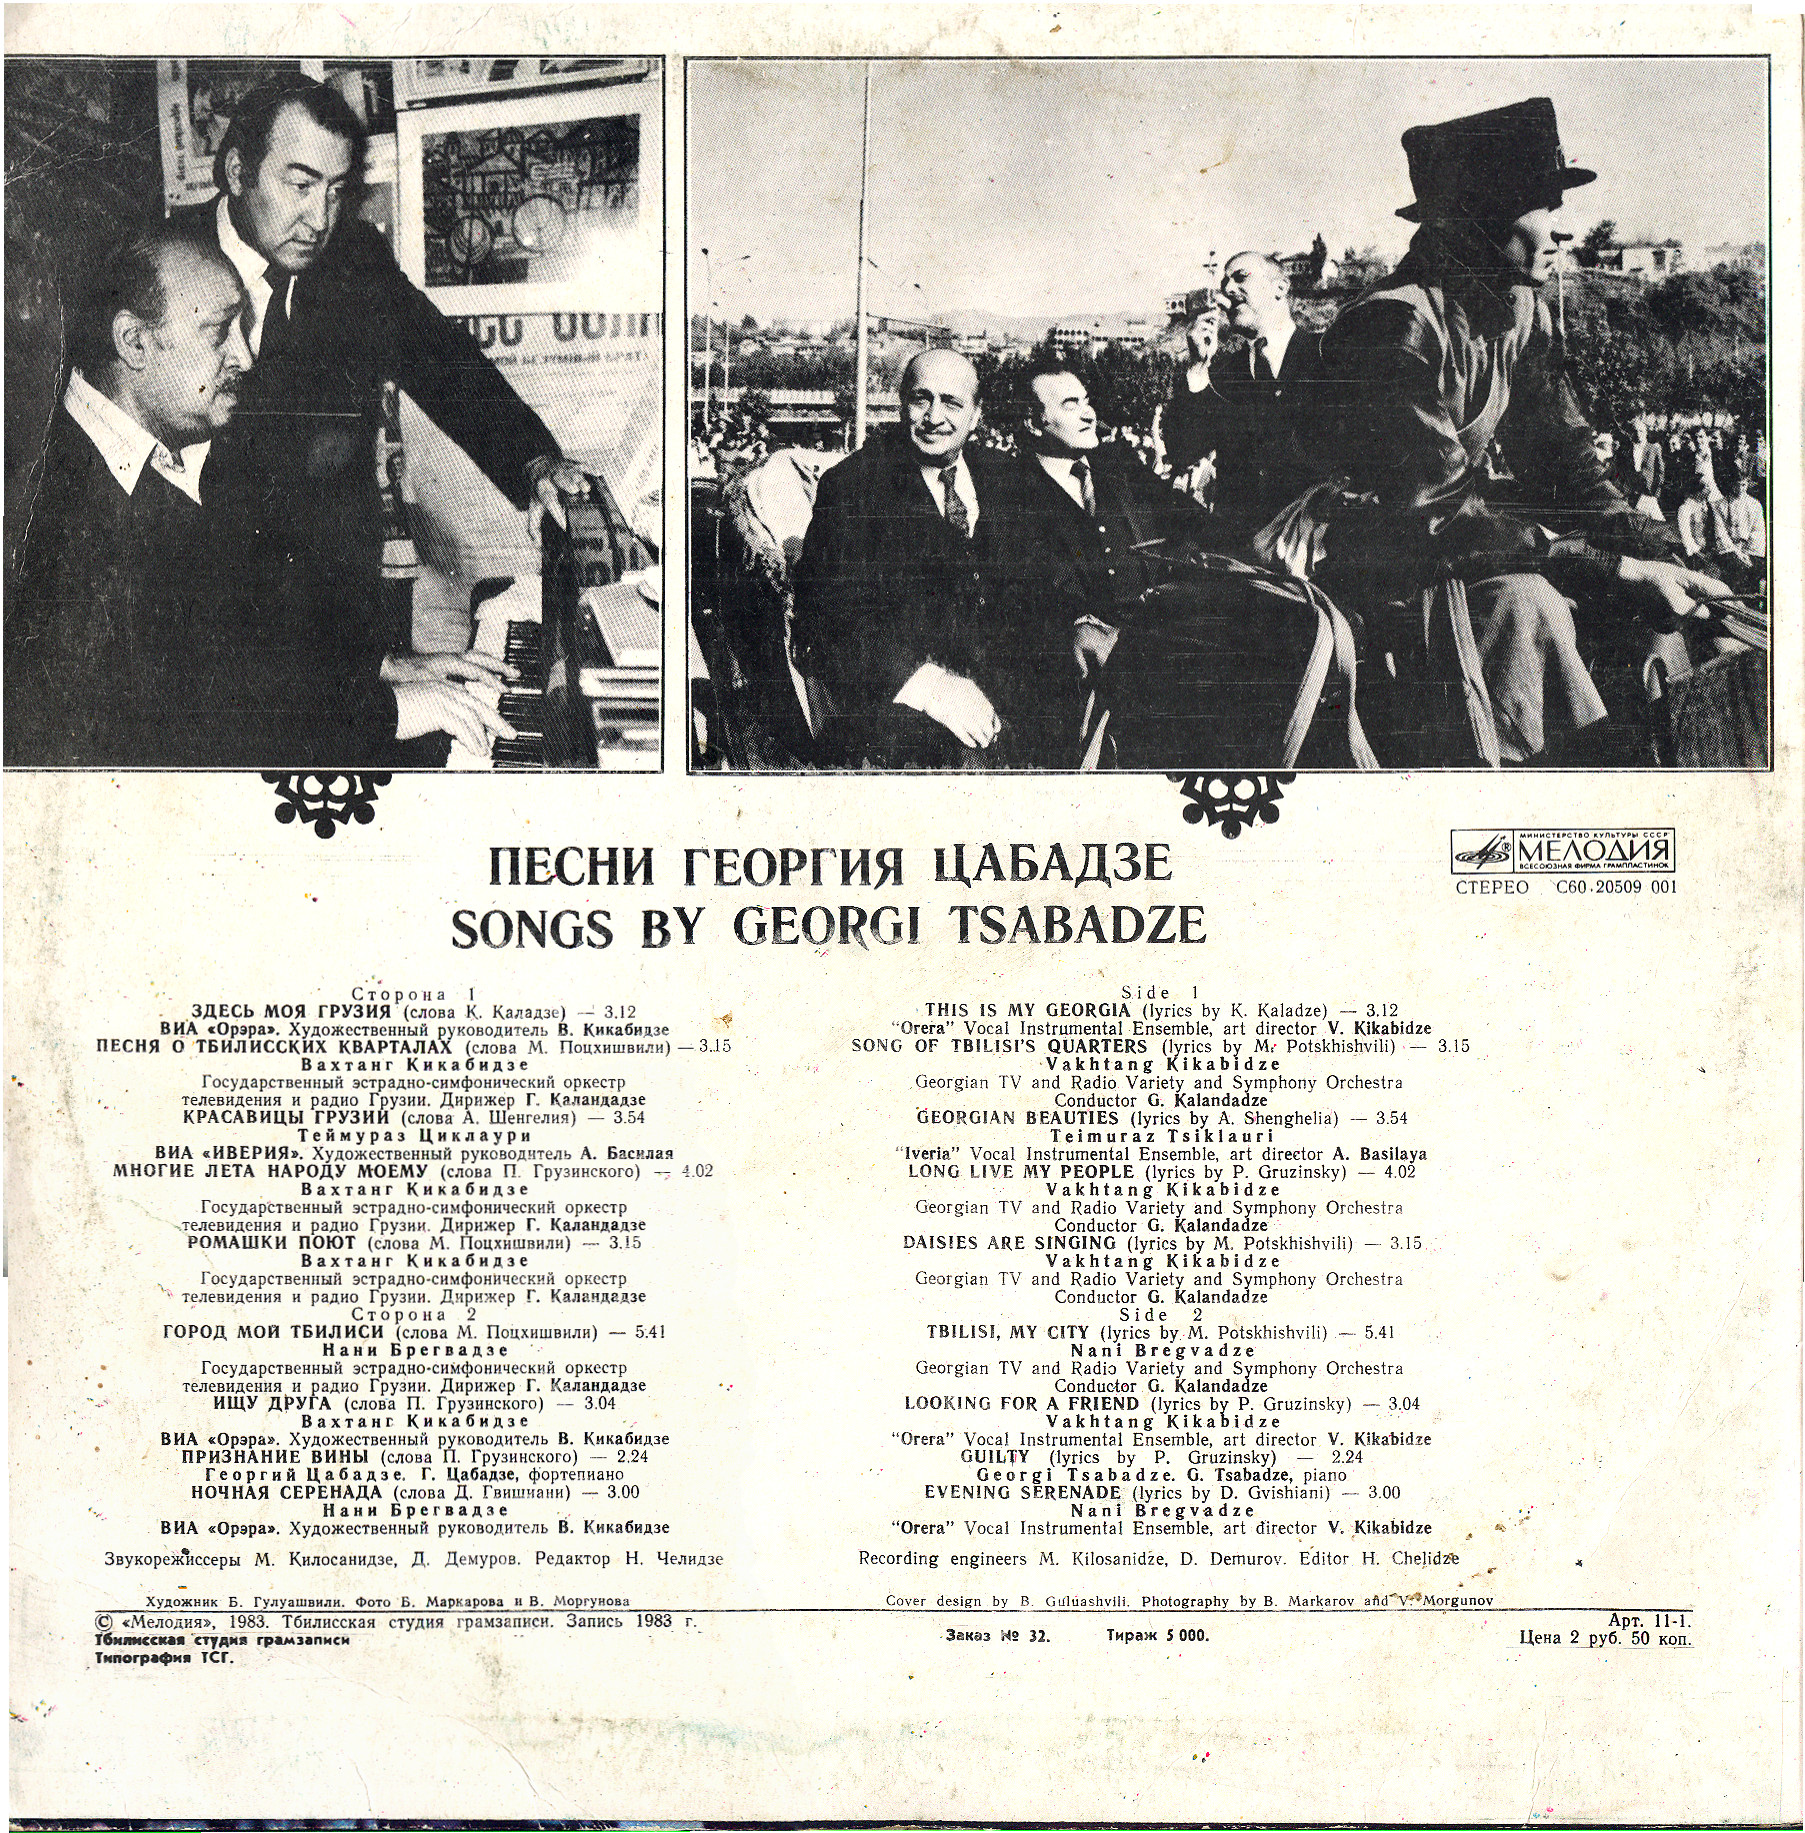 ПЕСНИ ГЕОРГИЯ ЦАБАДЗЕ
SONGS BY GEORGI TSABADZE
МИНИСТЕРСТВО КУЛЬТУРЫ СССР
МЕЛОДИЯ
ВСЕСОЮЗНАЯ ФИРМА ГРАМПЛАСТИНОК
СТЕРЕО С60-20509 001
Сторона 1
ЗДЕСЬ МОЯ ГРУЗИЯ (слова К. Каладзе) — 3.12
ВИА «Орэра». Художественный руководитель В. Кикабидзе
ПЕСНЯ О ТБИЛИССКИХ КВАРТАЛАХ (слова М. Поцхишвили) — 3.15
Вахтанг Кикабидзе
Государственный эстрадно-симфонический оркестр
телевидения и радио Грузии. Дирижер Г. Каландадзе
КРАСАВИЦЫ ГРУЗИИ (слова А. Шенгелия) — 3.54
Теймураз Циклаури
ВИА «ИВЕРИЯ». Художественный руководитель А. Басилая
МНОГИЕ ЛЕТА НАРОДУ МОЕМУ (слова П. Грузинского) — 4.02
Вахтанг Кикабидзе
Государственный эстрадно-симфонический оркестр
телевидения и радио Грузии. Дирижер Г. Каландадзе
РОМАШКИ ПОЮТ (слова М. Поцхишвили) — 3.15
Вахтанг Кикабидзе
Государственный эстрадно-симфонический оркестр
телевидения и радио Грузии. Дирижер Г. Каландадзе
Сторона 2
ГОРОД МОЙ ТБИЛИСИ (слова М. Поцхишвили) — 5.41
Нани Брегвадзе
Государственный эстрадно-симфонический оркестр
телевидения и радио Грузии. Дирижер Г. Каландадзе
ИЩУ ДРУГА (слова П. Грузинского) — 3.04
Вахтанг Кикабидзе
ВИА «Орэра». Художественный руководитель В. Кикабидзе
ПРИЗНАНИЕ ВИНЫ (слова П. Грузинского) — 2.24
Георгий Цабадзе. Г. Цабадзе, фортепиано
НОЧНАЯ СЕРЕНАДА (слова Д. Гвишиани) — 3.00
Нани Брегвадзе
ВИА «Орэра». Художественный руководитель В. Кикабидзе
Звукорежиссеры М. Килосанидзе, Д. Демуров. Редактор Н. Челидзе
Side 1
THIS IS MY GEORGIA (lyrics by K. Kaladze) — 3.12
"Orera" Vocal Instrumental Ensemble, art director V. Kikabidze
SONG OF TBILISI'S QUARTERS (lyrics by M. Potskhishvili) — 3.15
Vakhtang Kikabidze
Georgian TV and Radio Variety and Symphony Orchestra
Conductor G. Kalandadze
GEORGIAN BEAUTIES (lyrics by A. Shenghelia) — 3.54
Teimuraz Tsiklauri
"Iveria" Vocal Instrumental Ensemble, art director A. Basilaya
LONG LIVE MY PEOPLE (lyrics by P. Gruzinsky) — 4.02
Vakhtang Kikabidze
Georgian TV and Radio Variety and Symphony Orchestra
Conductor G. Kalandadze
DAISIES ARE SINGING (lyrics by M. Potskhishvili) — 3.15
Vakhtang Kikabidze
Georgian TV and Radio Variety and Symphony Orchestra
Conductor G. Kalandadze
Side 2
TBILISI, MY CITY (lyrics by M. Potskhishvili) — 5.41
Nani Bregvadze
Georgian TV and Radio Variety and Symphony Orchestra
Conductor G. Kalandadze
LOOKING FOR A FRIEND (lyrics by P. Gruzinsky) — 3.04
Vakhtang Kikabidze
"Orera" Vocal Instrumental Ensemble, art director V. Kikabidze
GUILTY (lyrics by P. Gruzinsky) — 2.24
Georgi Tsabadze. G. Tsabadze, piano
EVENING SERENADE (lyrics by D. Gvishiani) — 3.00
Nani Bregvadze
"Orera" Vocal Instrumental Ensemble, art director V. Kikabidze
Recording engineers M. Kilosanidze, D. Demurov. Editor H. Chelidze
Художник Б. Гулуашвили. Фото Б. Маркарова и В. Моргунова
Cover design by B. Guluashvili. Photography by B. Markarov and V. Morgunov
© «Мелодия», 1983. Тбилисская студия грамзаписи. Запись 1983 г.
Тбилисская студия грамзаписи
Типография ТСГ.
Заказ № 32. Тираж 5 000.
Арт. 11-1.
Цена 2 руб. 50 коп.